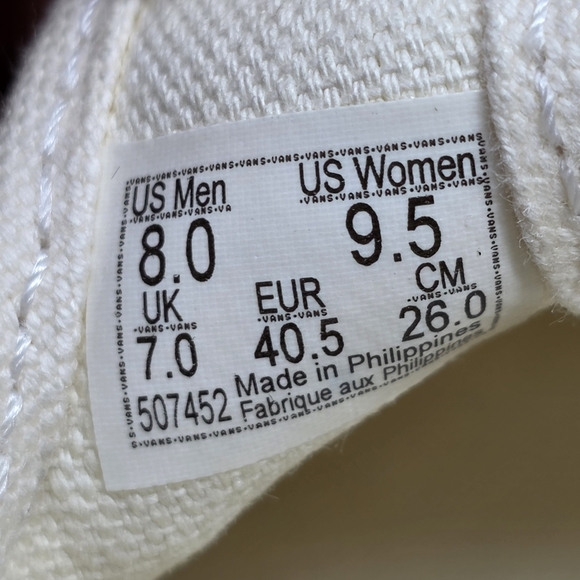 US Men US Women
8.0 9.5
UK EUR CM
7.0 40.5 26.0
507452 Made in Philippines
Fabrique aux Philippines